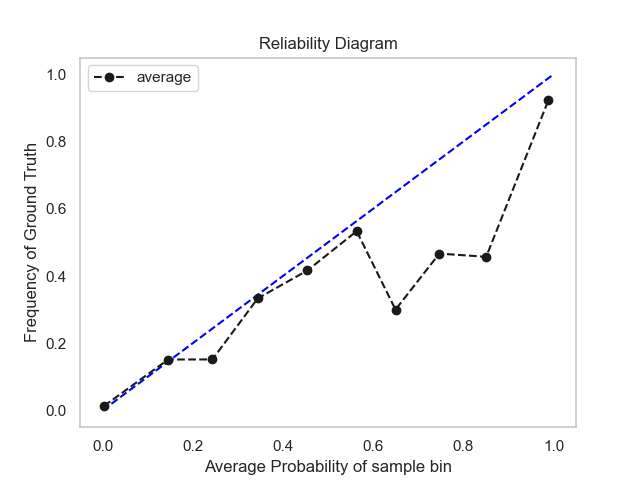 Reliability Diagram
average
Frequency of Ground Truth
1.0
0.8
0.6
0.4
0.2
0.0
0.0 0.2 0.4 0.6 0.8 1.0
Average Probability of sample bin